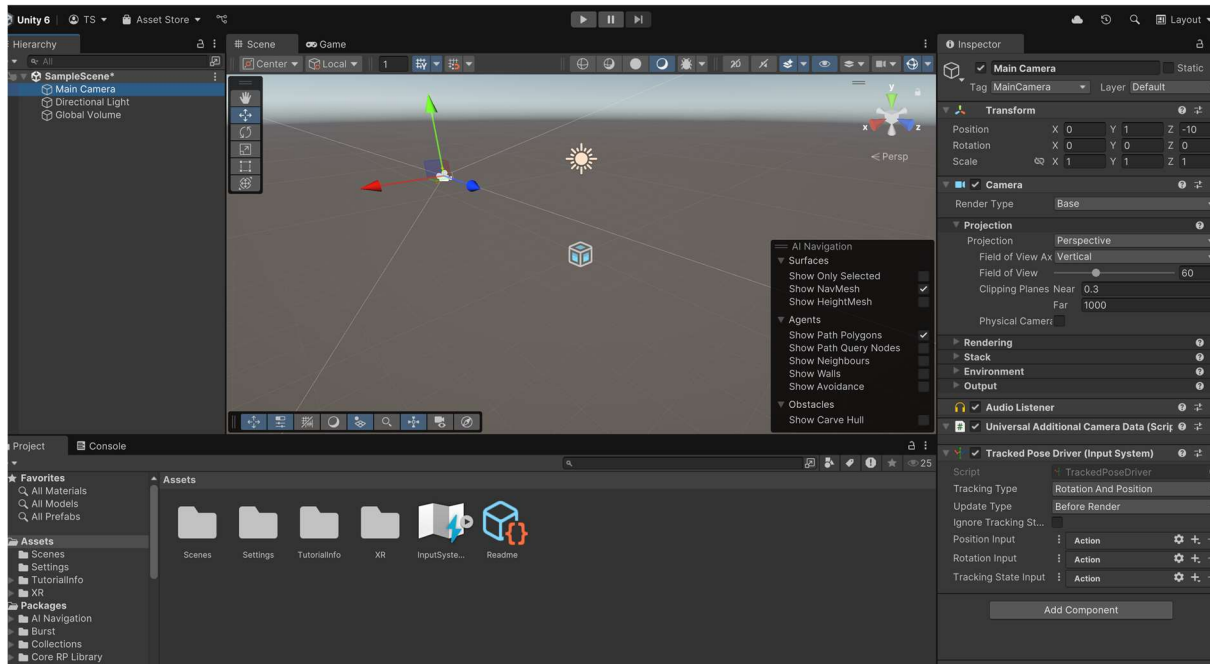 Unity 6 TS Asset Store Layout
Hierarchy
All
SampleScene*
Main Camera
Directional Light
Global Volume
Scene Game
Center Local 1
y
x z
Persp
AI Navigation
Surfaces
Show Only Selected
Show NavMesh
Show HeightMesh
Agents
Show Path Polygons
Show Path Query Nodes
Show Neighbours
Show Walls
Show Avoidance
Obstacles
Show Carve Hull
Inspector
Main Camera Static
Tag MainCamera Layer Default
Transform
Position X 0 Y 1 Z -10
Rotation X 0 Y 0 Z 0
Scale X 1 Y 1 Z 1
Camera
Render Type Base
Projection
Projection Perspective
Field of View Ax Vertical
Field of View 60
Clipping Planes Near 0.3
Far 1000
Physical Camera
Rendering
Stack
Environment
Output
Audio Listener
# Universal Additional Camera Data (Scrip
Tracked Pose Driver (Input System)
Script TrackedPoseDriver
Tracking Type Rotation And Position
Update Type Before Render
Ignore Tracking St...
Position Input Action
Rotation Input Action
Tracking State Input Action
Add Component
Project Console
25
Favorites
All Materials
All Models
All Prefabs
Assets
Scenes
Settings
TutorialInfo
XR
Packages
AI Navigation
Burst
Collections
Core RP Library
Assets
Scenes Settings TutorialInfo XR InputSyste... Readme